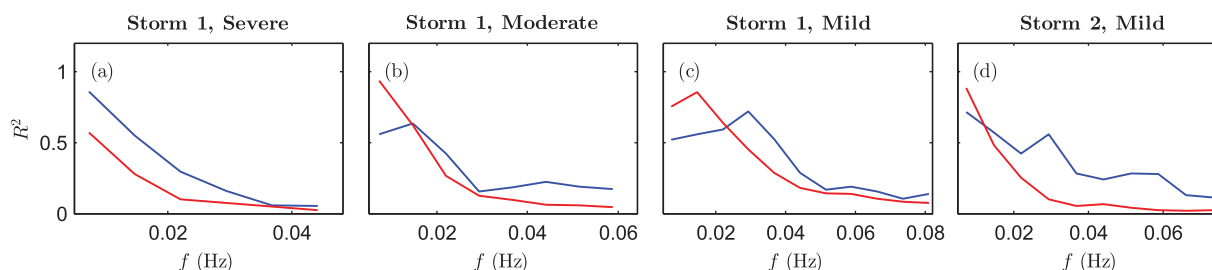 Storm 1, Severe
Storm 1, Moderate
Storm 1, Mild
Storm 2, Mild
(a)
(b)
(c)
(d)
R²
1
0.5
0
0.02 0.04
0.02 0.04 0.06
0.02 0.04 0.06 0.08
0.02 0.04 0.06
f (Hz)
f (Hz)
f (Hz)
f (Hz)